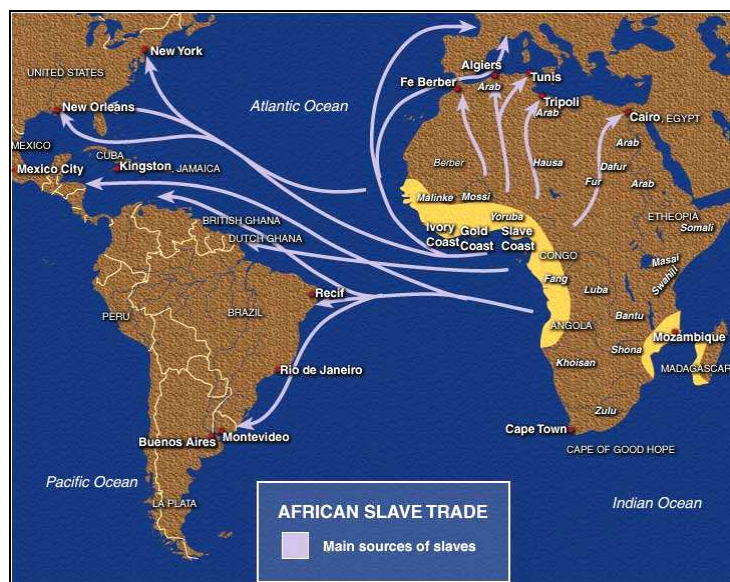 New York
UNITED STATES
New Orleans
Atlantic Ocean
MEXICO
Mexico City
CUBA
Kingston, JAMAICA
Algiers
Fe Berber
Arab
Tunis
Tripoli
Arab
Cairo, EGYPT
Arab
Berber
Hausa
Dafur
Fur
Arab
Malinke
Mossi
Yoruba
Ivory
Coast
Gold
Coast
Slave
Coast
ETHEOPIA
Somali
BRITISH GHANA
DUTCH GHANA
CONGO
Fang
Luba
Masai
Swahili
Bantu
PERU
BRAZIL
Recif
ANGOLA
Shona
Mozambique
MADAGASCAR
Khoisan
Rio de Janeiro
Zulu
Buenos Aires
Montevideo
Cape Town
CAPE OF GOOD HOPE
Pacific Ocean
LA PLATA
Indian Ocean
AFRICAN SLAVE TRADE
Main sources of slaves